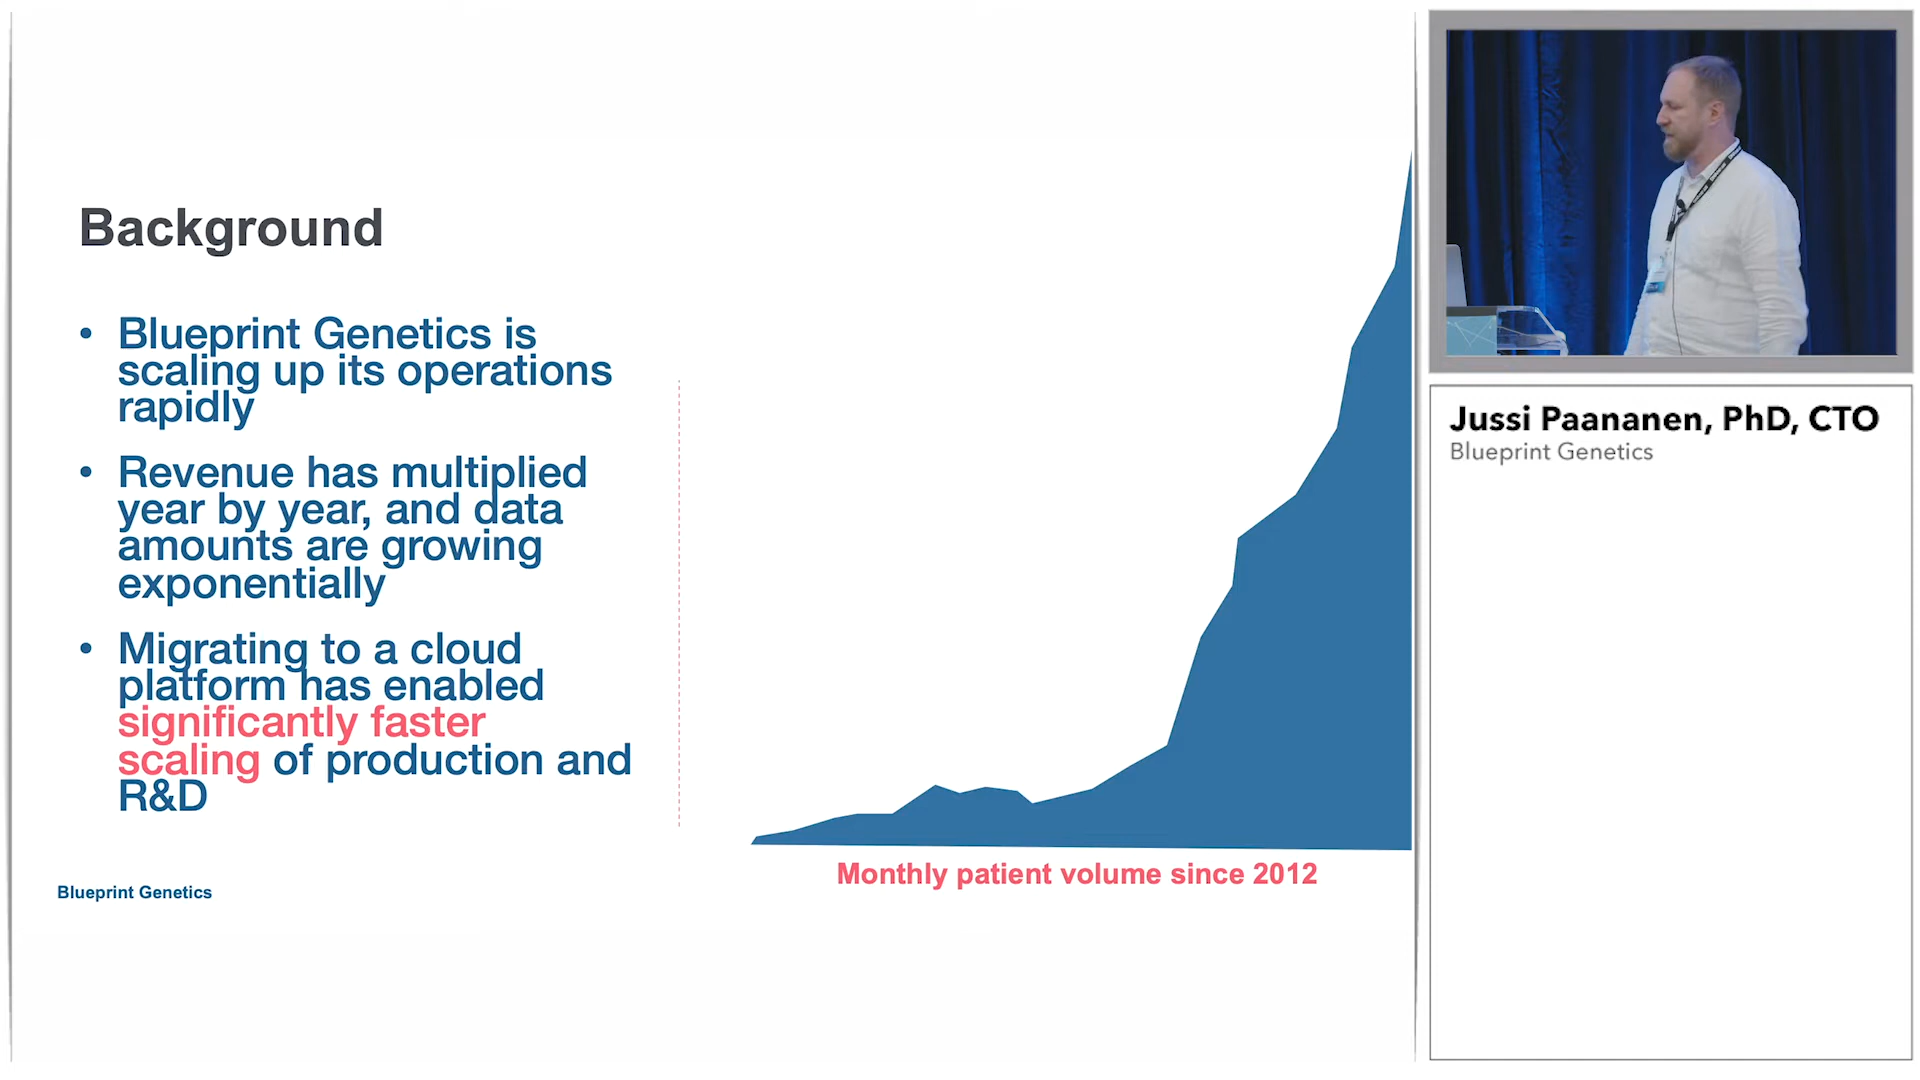 Background
• Blueprint Genetics is
scaling up its operations
rapidly
• Revenue has multiplied
year by year, and data
amounts are growing
exponentially
• Migrating to a cloud
platform has enabled
significantly faster
scaling of production and
R&D
Monthly patient volume since 2012
Blueprint Genetics
Jussi Paananen, PhD, CTO
Blueprint Genetics